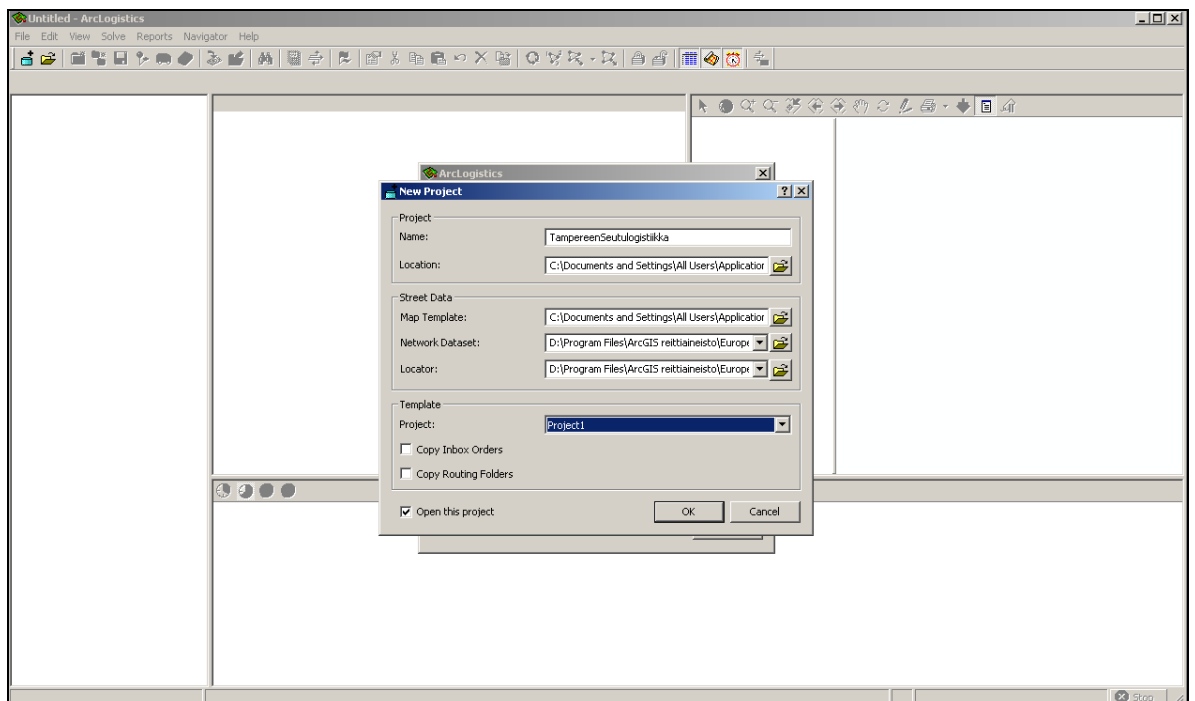 Untitled - ArcLogistics
File Edit View Solve Reports Navigator Help
ArcLogistics
New Project
Project
Name: TampereenSeutulogistiikka
Location: C:\Documents and Settings\All Users\Application
Street Data
Map Template: C:\Documents and Settings\All Users\Application
Network Dataset: D:\Program Files\ArcGIS reittiaineisto\Europe
Locator: D:\Program Files\ArcGIS reittiaineisto\Europe
Template
Project: Project1
Copy Inbox Orders
Copy Routing Folders
Open this project
OK Cancel
Stop